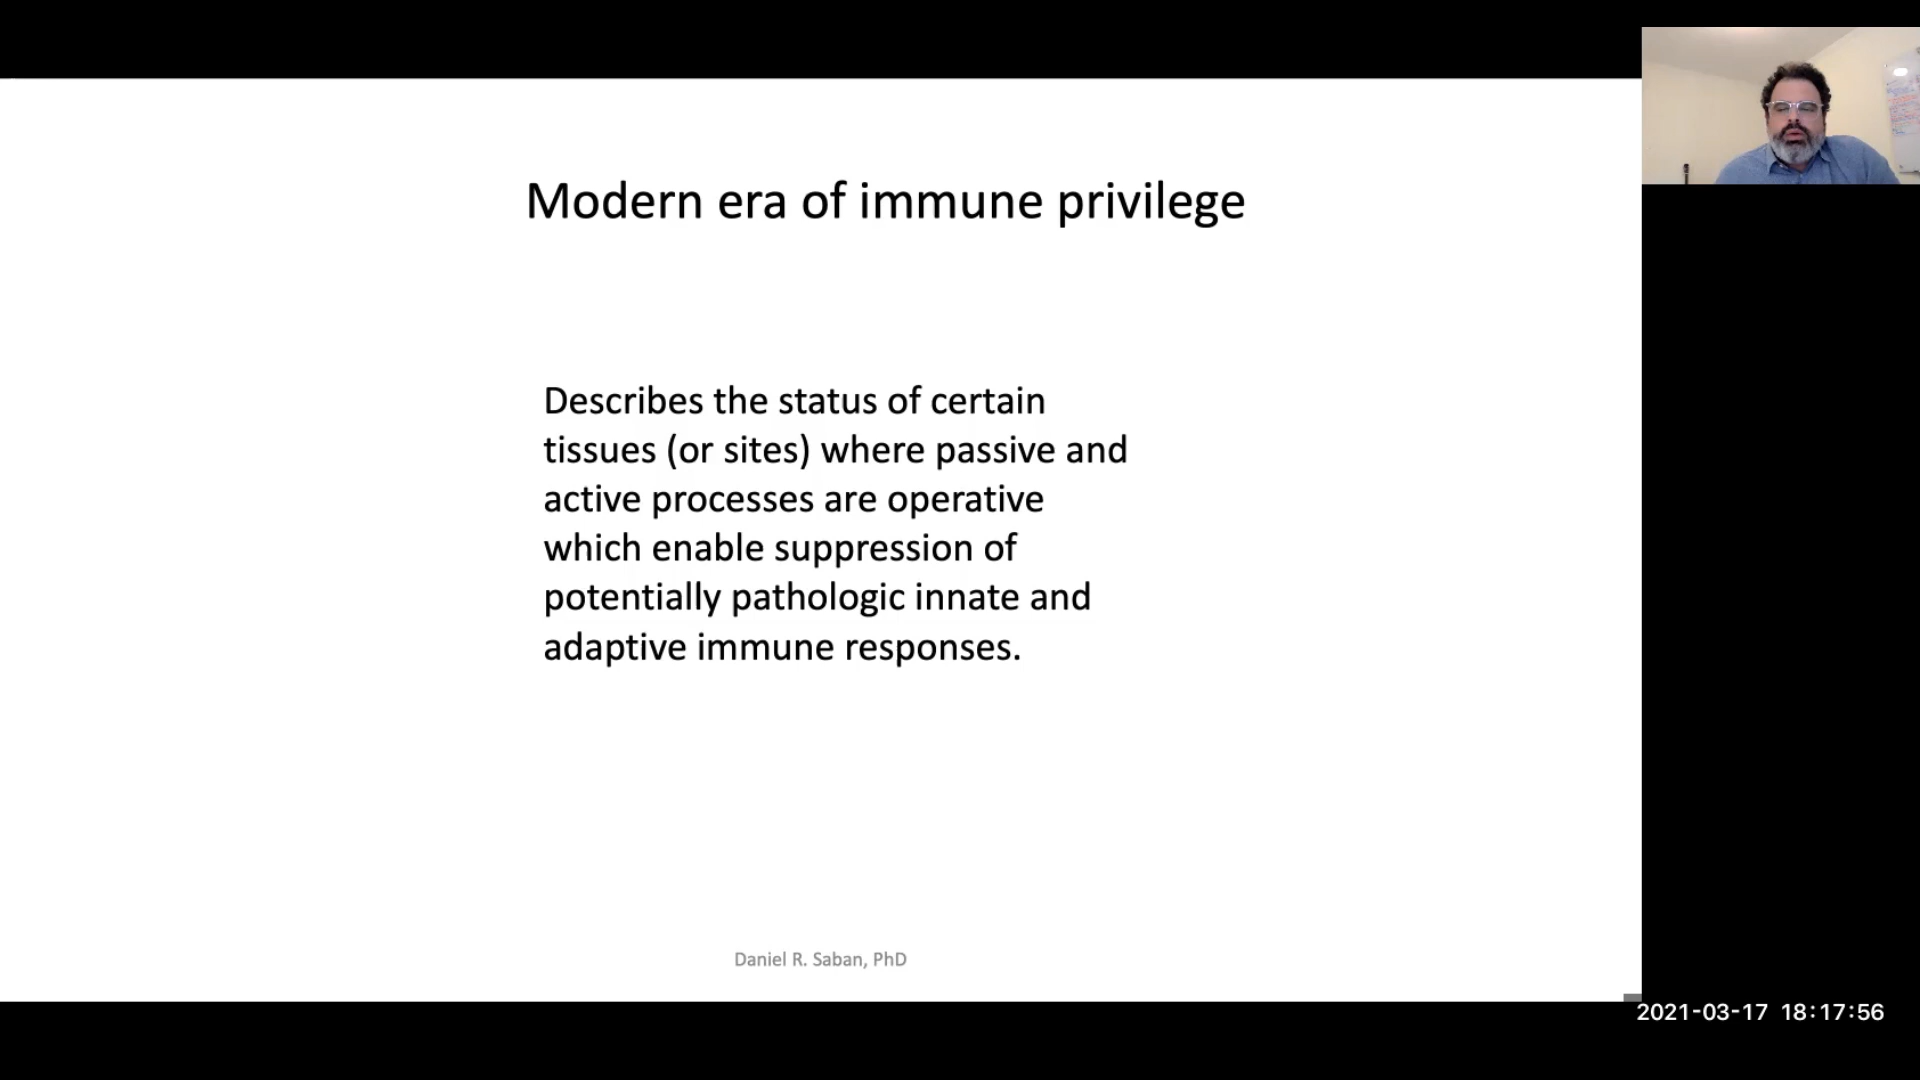 Modern era of immune privilege
Describes the status of certain
tissues (or sites) where passive and
active processes are operative
which enable suppression of
potentially pathologic innate and
adaptive immune responses.
Daniel R. Saban, PhD
2021-03-17 18:17:56